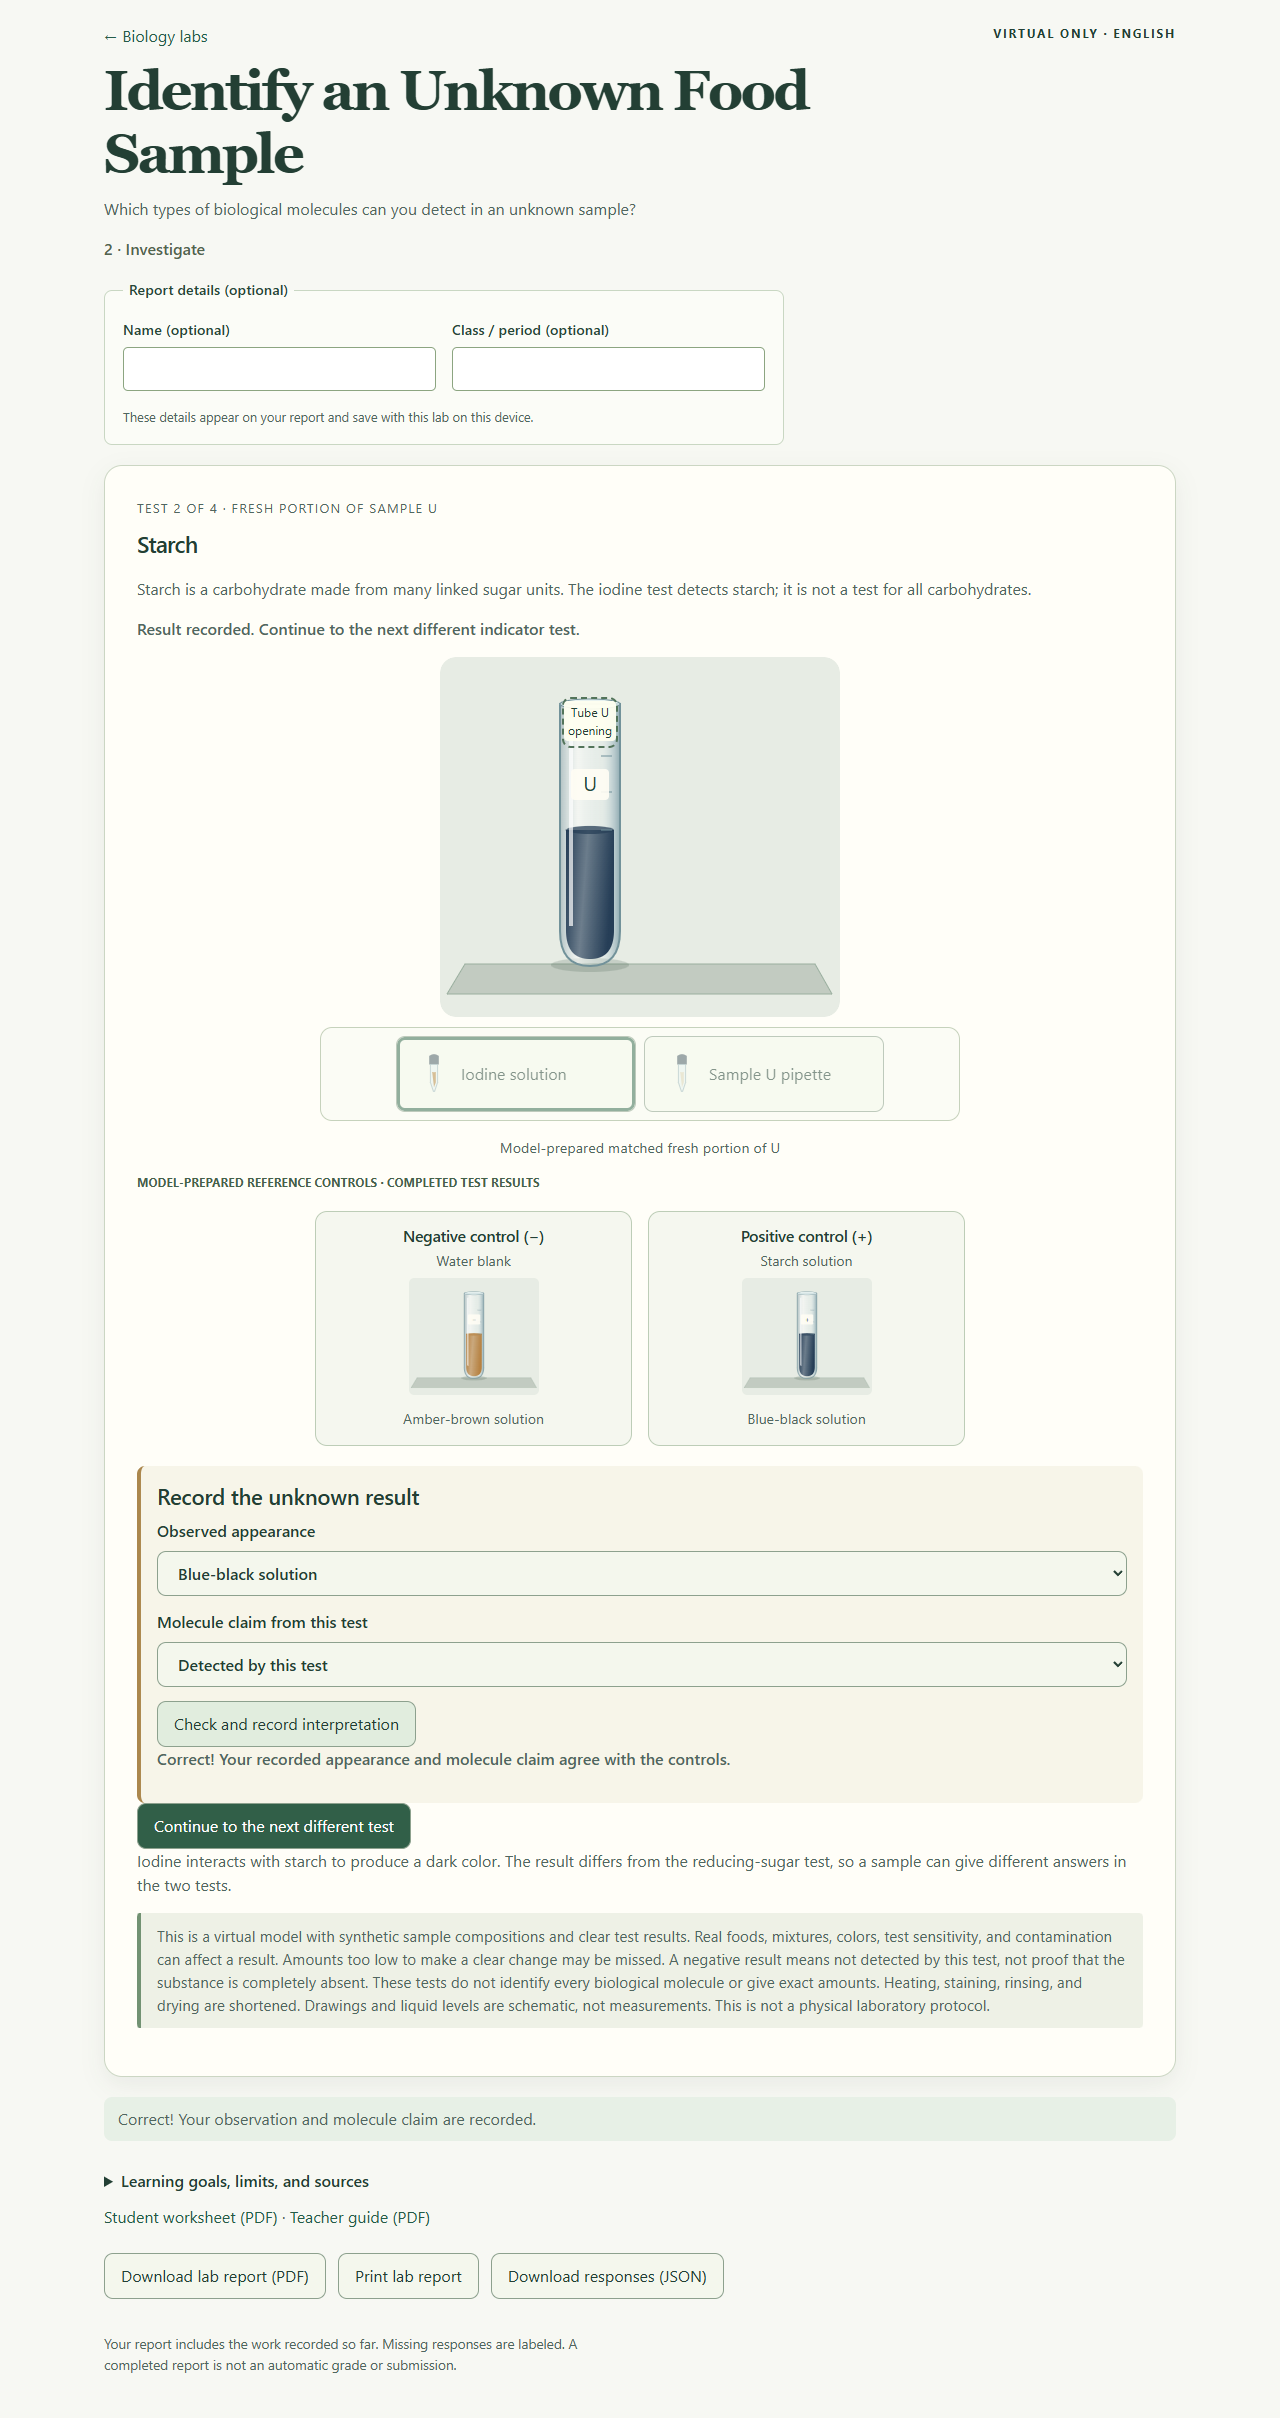 ← Biology labs
VIRTUAL ONLY · ENGLISH
Identify an Unknown Food
Sample
Which types of biological molecules can you detect in an unknown sample?
2 · Investigate
Report details (optional)
Name (optional)
Class / period (optional)
These details appear on your report and save with this lab on this device.
TEST 2 OF 4 · FRESH PORTION OF SAMPLE U
Starch
Starch is a carbohydrate made from many linked sugar units. The iodine test detects starch; it is not a test for all carbohydrates.
Result recorded. Continue to the next different indicator test.
Tube U
opening
U
Iodine solution
Sample U pipette
Model-prepared matched fresh portion of U
MODEL-PREPARED REFERENCE CONTROLS · COMPLETED TEST RESULTS
Negative control (−)
Water blank
Amber-brown solution
Positive control (+)
Starch solution
Blue-black solution
Record the unknown result
Observed appearance
Blue-black solution
Molecule claim from this test
Detected by this test
Check and record interpretation
Correct! Your recorded appearance and molecule claim agree with the controls.
Continue to the next different test
Iodine interacts with starch to produce a dark color. The result differs from the reducing-sugar test, so a sample can give different answers in
the two tests.
This is a virtual model with synthetic sample compositions and clear test results. Real foods, mixtures, colors, test sensitivity, and contamination
can affect a result. Amounts too low to make a clear change may be missed. A negative result means not detected by this test, not proof that the
substance is completely absent. These tests do not identify every biological molecule or give exact amounts. Heating, staining, rinsing, and
drying are shortened. Drawings and liquid levels are schematic, not measurements. This is not a physical laboratory protocol.
Correct! Your observation and molecule claim are recorded.
▶ Learning goals, limits, and sources
Student worksheet (PDF) · Teacher guide (PDF)
Download lab report (PDF)
Print lab report
Download responses (JSON)
Your report includes the work recorded so far. Missing responses are labeled. A
completed report is not an automatic grade or submission.